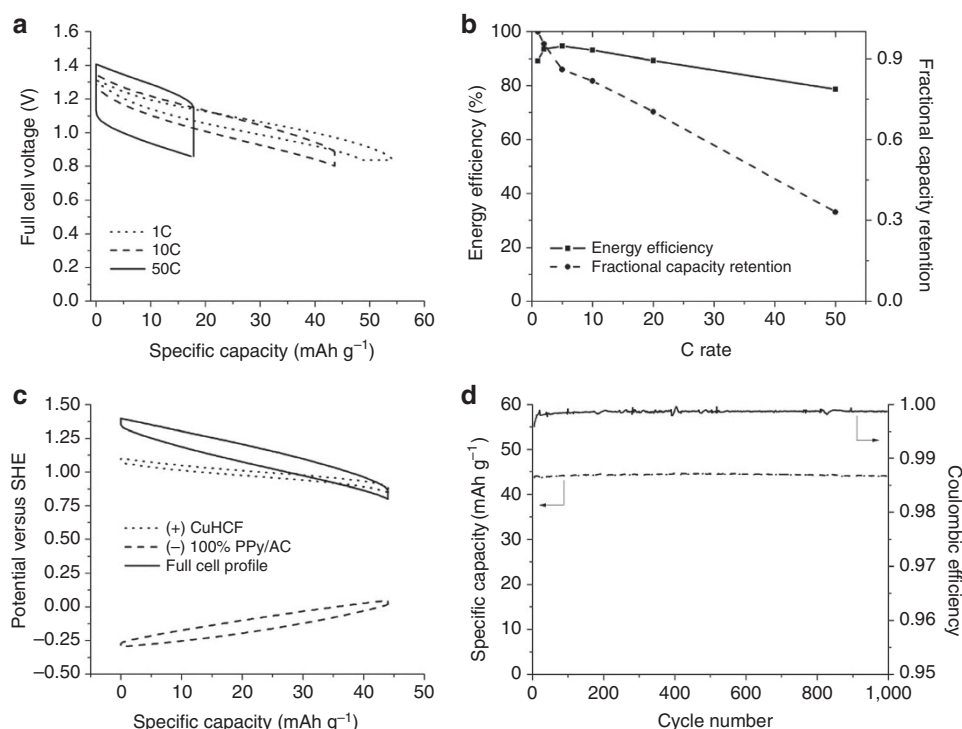 a
Full cell voltage (V)
1.6
1.4
1.2
1.0
0.8
0.6
0.4
0.2
0.0
1C
10C
50C
0
10
20
30
40
50
60
Specific capacity (mAh g⁻¹)
b
Energy efficiency (%)
100
80
60
40
20
0
Energy efficiency
Fractional capacity retention
0.9
0.6
0.3
0.0
Fractional capacity
retention
0
10
20
30
40
50
C rate
c
Potential versus SHE
1.50
1.25
1.00
0.75
0.50
0.25
0.00
–0.25
–0.50
(+) CuHCF
(–) 100% PPy/AC
Full cell profile
0
10
20
30
40
50
Specific capacity (mAh g⁻¹)
d
Specific capacity (mAh g⁻¹)
60
50
40
30
20
10
0
1.00
0.99
0.98
0.97
0.96
0.95
Coulombic efficiency
0
200
400
600
800
1,000
Cycle number